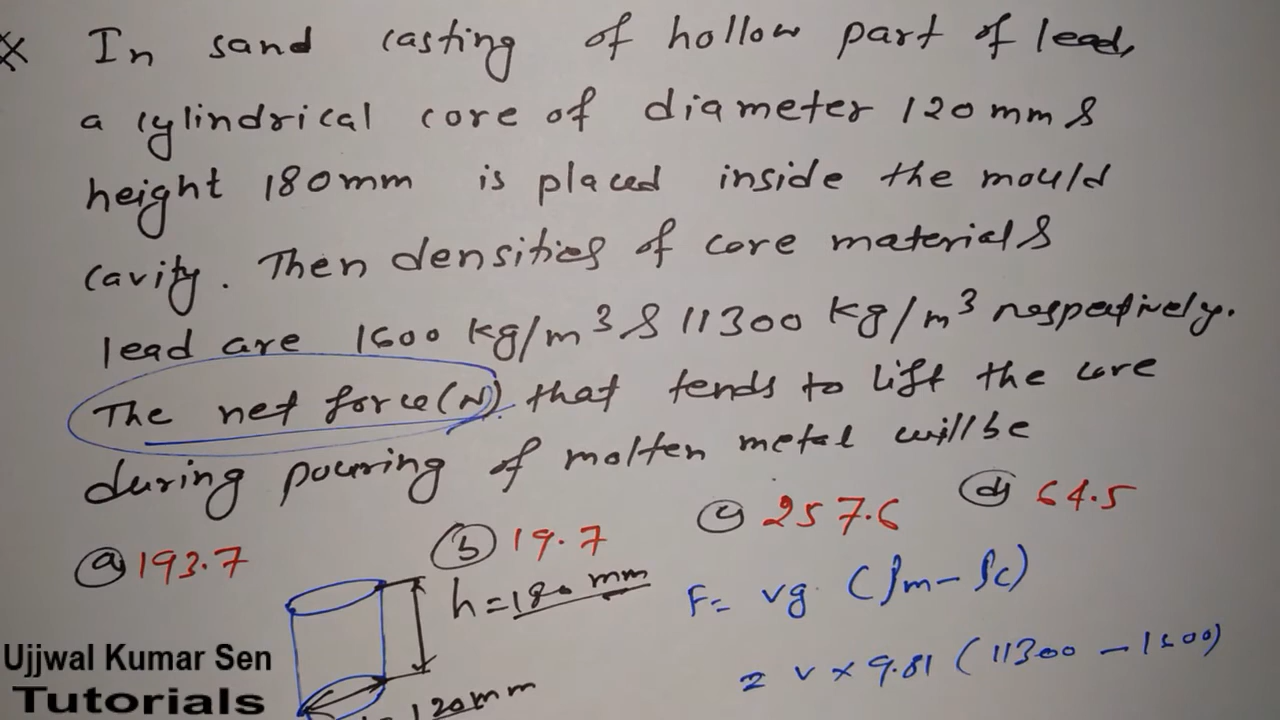 In sand casting of hollow part of lead,
a cylindrical core of diameter 120 mm &
height 180mm is placed inside the mould
cavity. Then densities of core material &
lead are 1600 kg/m³ & 11300 kg/m³ respectively.
The net force (N) that tends to lift the core
during pouring of molten metal will be
(a) 193.7 (b) 19.7 (c) 257.6 (d) 64.5
h = 180 mm
F = vg (ρm - ρc)
= v × 9.81 (11300 - 1600)
120mm
Ujjwal Kumar Sen
Tutorials